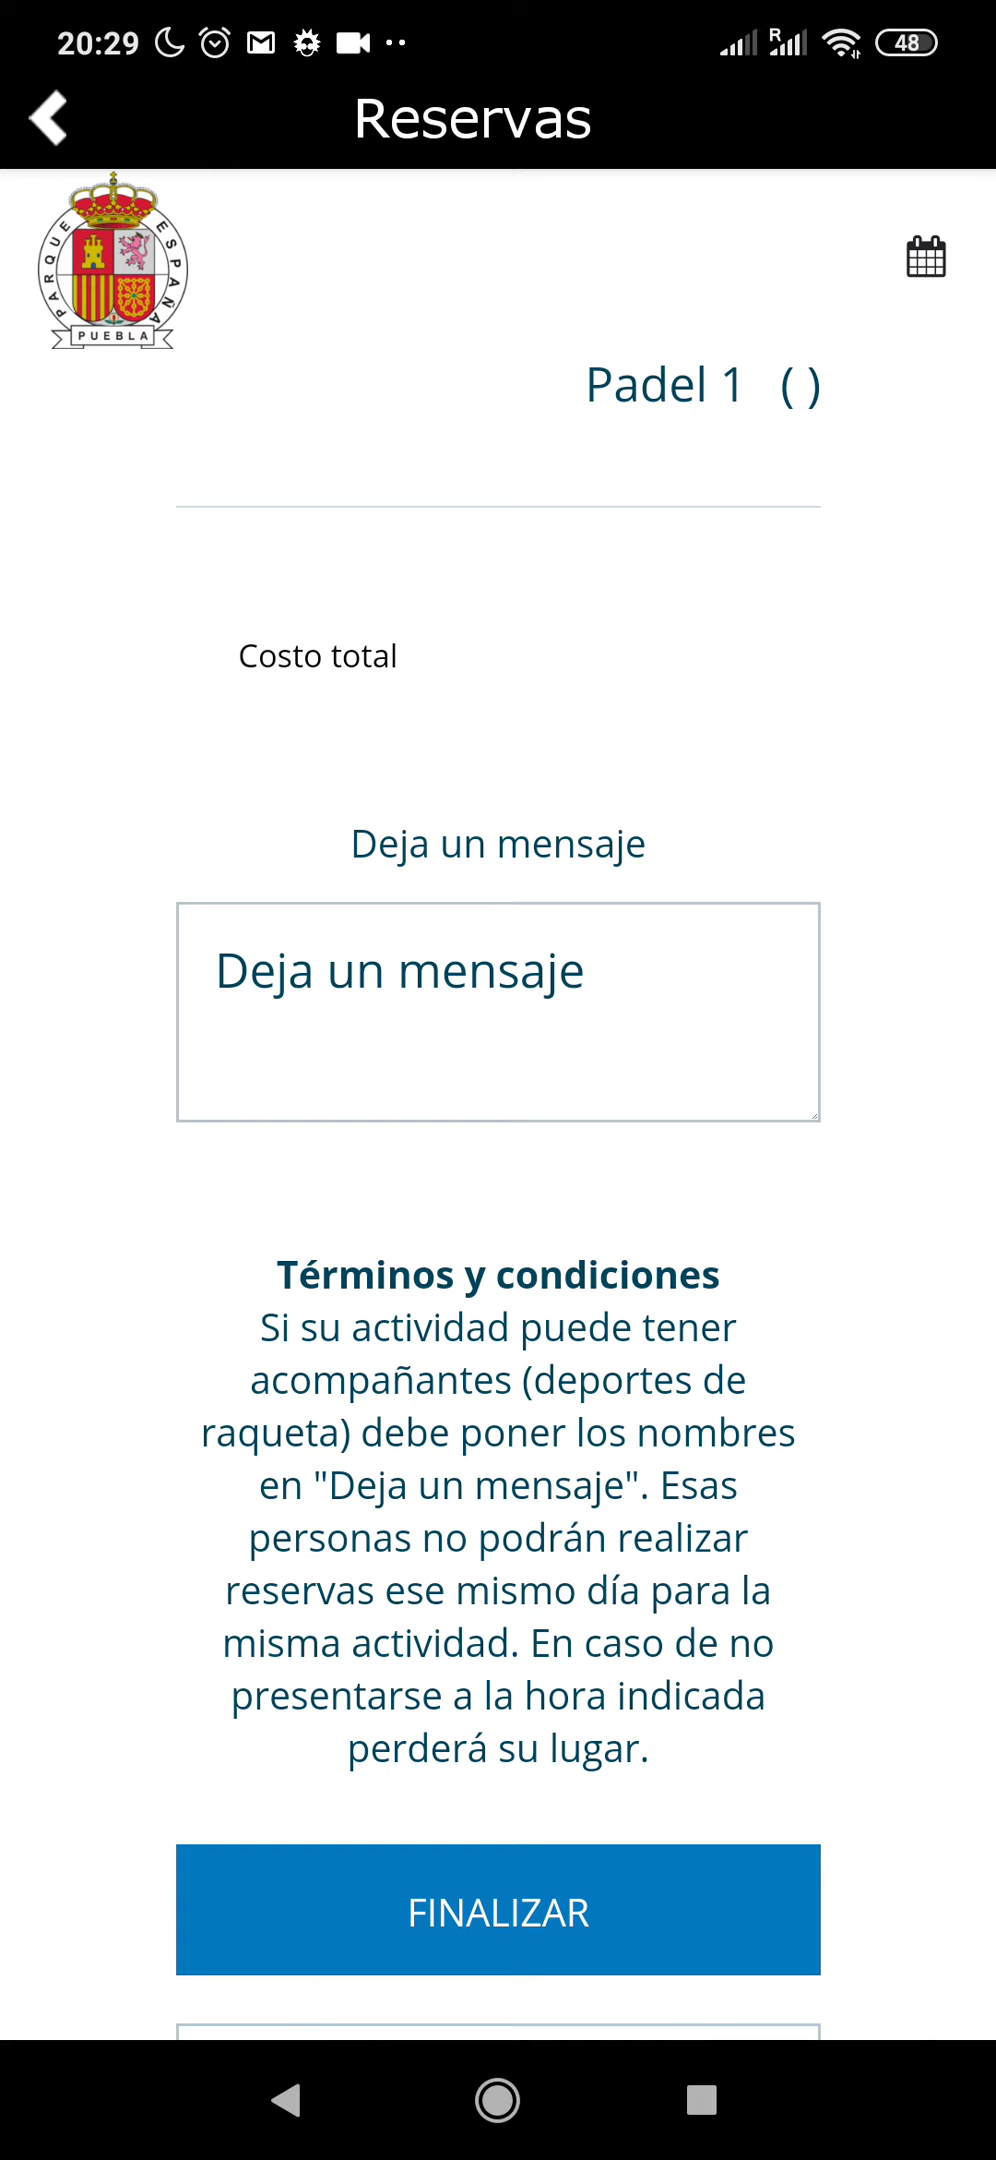 20:29
R
48
Reservas
PARQUE ESPAÑA
PUEBLA
Padel 1 ( )
Costo total
Deja un mensaje
Deja un mensaje
Términos y condiciones
Si su actividad puede tener
acompañantes (deportes de
raqueta) debe poner los nombres
en "Deja un mensaje". Esas
personas no podrán realizar
reservas ese mismo día para la
misma actividad. En caso de no
presentarse a la hora indicada
perderá su lugar.
FINALIZAR